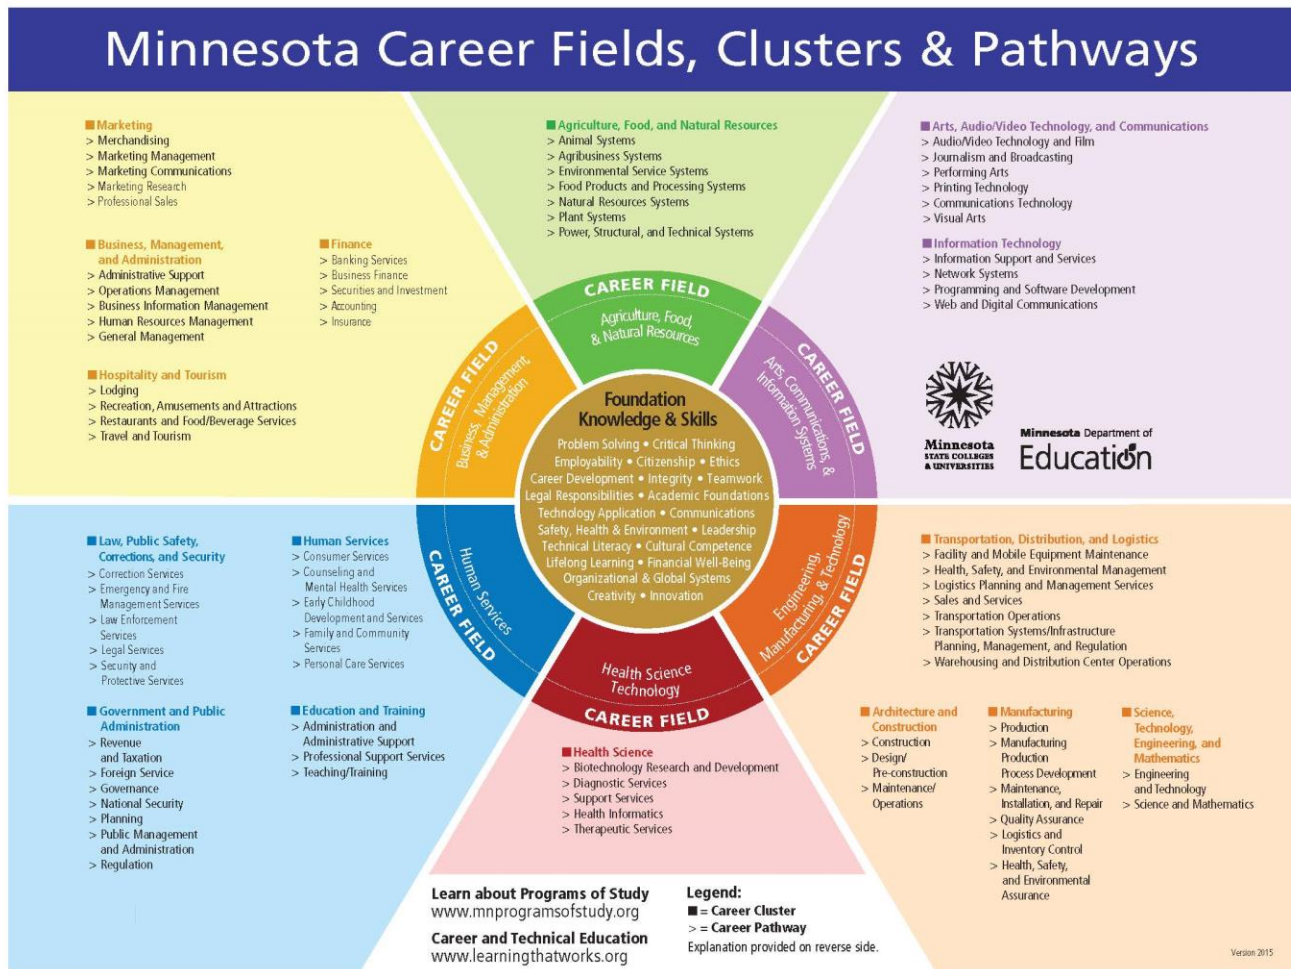 Minnesota Career Fields, Clusters & Pathways
■ Marketing
> Merchandising
> Marketing Management
> Marketing Communications
> Marketing Research
> Professional Sales
■ Business, Management,
and Administration
> Administrative Support
> Operations Management
> Business Information Management
> Human Resources Management
> General Management
■ Finance
> Banking Services
> Business Finance
> Securities and Investment
> Accounting
> Insurance
■ Hospitality and Tourism
> Lodging
> Recreation, Amusements and Attractions
> Restaurants and Food/Beverage Services
> Travel and Tourism
■ Agriculture, Food, and Natural Resources
> Animal Systems
> Agribusiness Systems
> Environmental Service Systems
> Food Products and Processing Systems
> Natural Resources Systems
> Plant Systems
> Power, Structural, and Technical Systems
■ Arts, Audio/Video Technology, and Communications
> Audio/Video Technology and Film
> Journalism and Broadcasting
> Performing Arts
> Printing Technology
> Communications Technology
> Visual Arts
■ Information Technology
> Information Support and Services
> Network Systems
> Programming and Software Development
> Web and Digital Communications
Minnesota
STATE COLLEGES
& UNIVERSITIES
Minnesota Department of
Education
CAREER FIELD
Agriculture, Food,
& Natural Resources
CAREER FIELD
Business, Management,
& Administration
CAREER FIELD
Arts, Communications, &
Information Systems
Foundation
Knowledge & Skills
Problem Solving • Critical Thinking
Employability • Citizenship • Ethics
Career Development • Integrity • Teamwork
Legal Responsibilities • Academic Foundations
Technology Application • Communications
Safety, Health & Environment • Leadership
Technical Literacy • Cultural Competence
Lifelong Learning • Financial Well-Being
Organizational & Global Systems
Creativity • Innovation
Human Services
CAREER FIELD
Engineering,
Manufacturing, & Technology
CAREER FIELD
Health Science
Technology
CAREER FIELD
■ Law, Public Safety,
Corrections, and Security
> Correction Services
> Emergency and Fire
Management Services
> Law Enforcement
Services
> Legal Services
> Security and
Protective Services
■ Human Services
> Consumer Services
> Counseling and
Mental Health Services
> Early Childhood
Development and Services
> Family and Community
Services
> Personal Care Services
■ Government and Public
Administration
> Revenue
and Taxation
> Foreign Service
> Governance
> National Security
> Planning
> Public Management
and Administration
> Regulation
■ Education and Training
> Administration and
Administrative Support
> Professional Support Services
> Teaching/Training
■ Health Science
> Biotechnology Research and Development
> Diagnostic Services
> Support Services
> Health Informatics
> Therapeutic Services
■ Transportation, Distribution, and Logistics
> Facility and Mobile Equipment Maintenance
> Health, Safety, and Environmental Management
> Logistics Planning and Management Services
> Sales and Services
> Transportation Operations
> Transportation Systems/Infrastructure
Planning, Management, and Regulation
> Warehousing and Distribution Center Operations
■ Architecture and
Construction
> Construction
> Design/
Pre-construction
> Maintenance/
Operations
■ Manufacturing
> Production
> Manufacturing
Production
Process Development
> Maintenance,
Installation, and Repair
> Quality Assurance
> Logistics and
Inventory Control
> Health, Safety,
and Environmental
Assurance
■ Science,
Technology,
Engineering, and
Mathematics
> Engineering
and Technology
> Science and Mathematics
Learn about Programs of Study
www.mnprogramsofstudy.org
Career and Technical Education
www.learningthatworks.org
Legend:
■ = Career Cluster
> = Career Pathway
Explanation provided on reverse side.
Version 2015